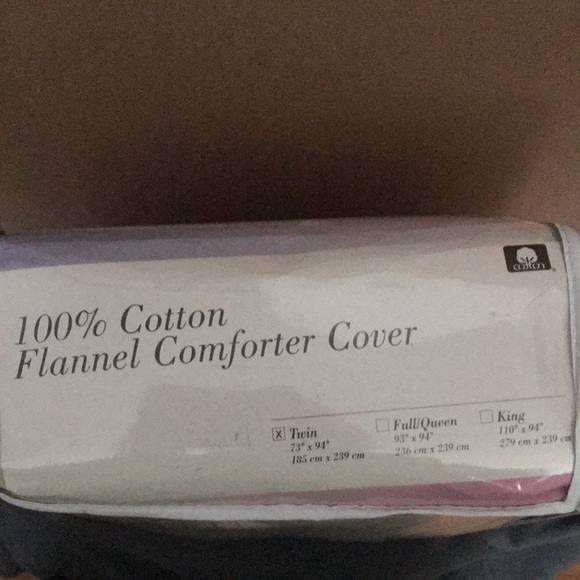 COTTON
100% Cotton
Flannel Comforter Cover
X Twin
73" x 94"
185 cm x 239 cm
Full/Queen
93" x 94"
236 cm x 239 cm
King
110" x 94"
279 cm x 239 cm